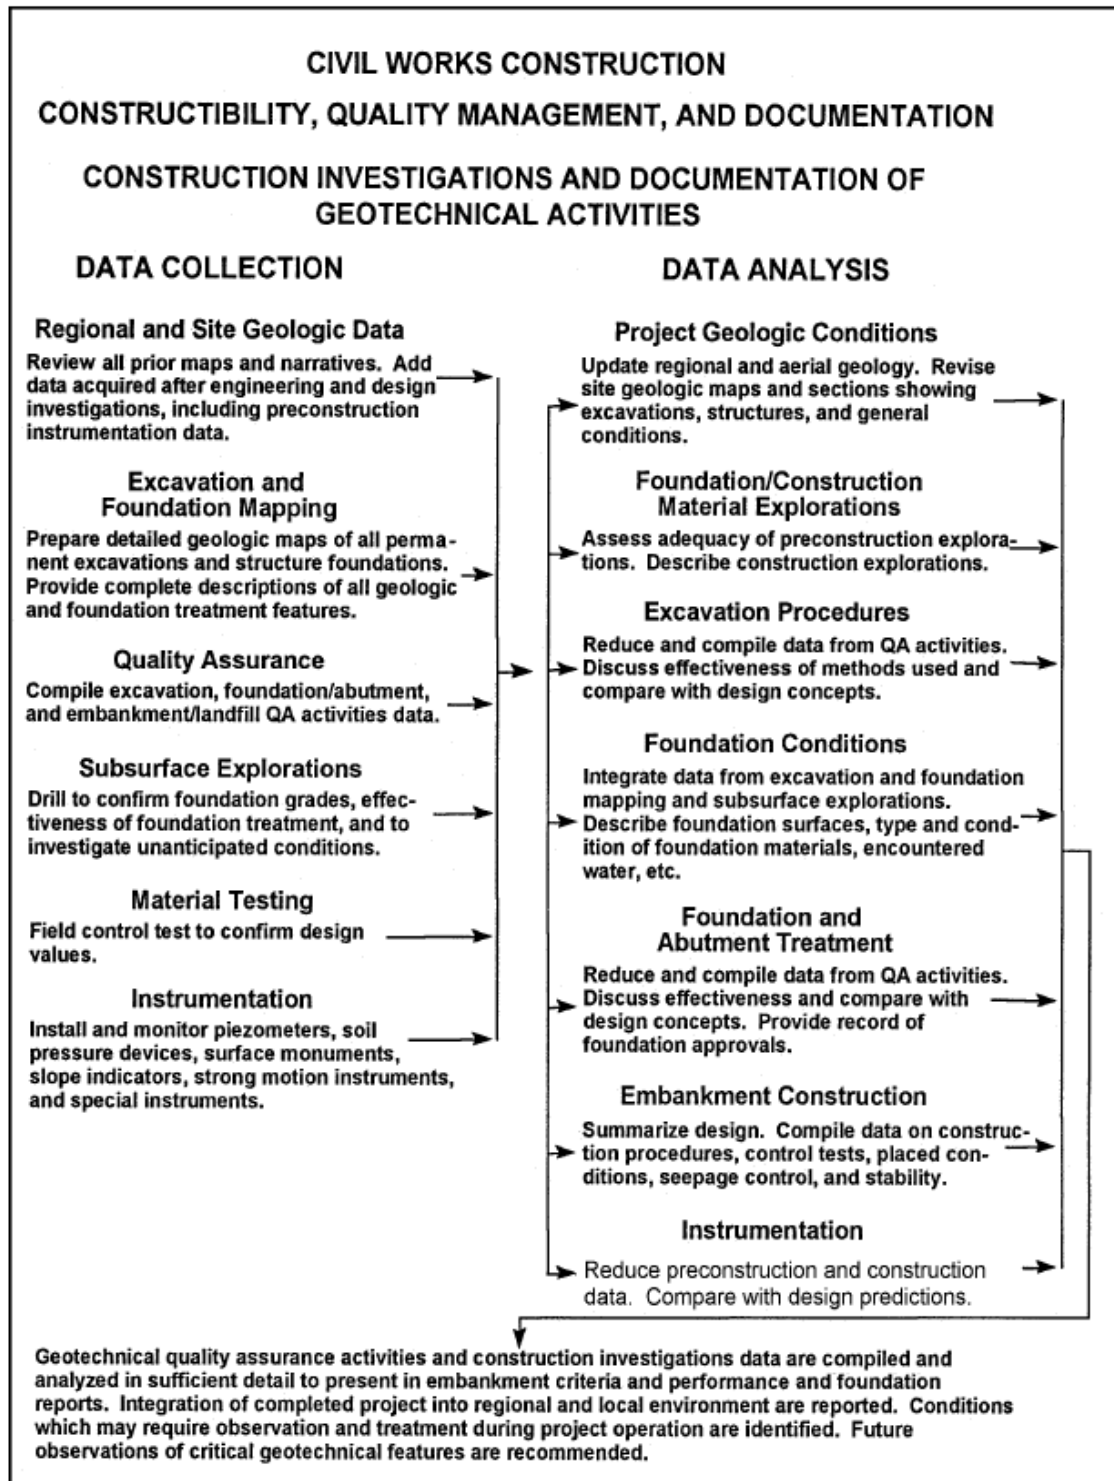 CIVIL WORKS CONSTRUCTION
CONSTRUCTIBILITY, QUALITY MANAGEMENT, AND DOCUMENTATION
CONSTRUCTION INVESTIGATIONS AND DOCUMENTATION OF
GEOTECHNICAL ACTIVITIES
DATA COLLECTION
Regional and Site Geologic Data
Review all prior maps and narratives. Add
data acquired after engineering and design
investigations, including preconstruction
instrumentation data.
Excavation and
Foundation Mapping
Prepare detailed geologic maps of all perma-
nent excavations and structure foundations.
Provide complete descriptions of all geologic
and foundation treatment features.
Quality Assurance
Compile excavation, foundation/abutment,
and embankment/landfill QA activities data.
Subsurface Explorations
Drill to confirm foundation grades, effec-
tiveness of foundation treatment, and to
investigate unanticipated conditions.
Material Testing
Field control test to confirm design
values.
Instrumentation
Install and monitor piezometers, soil
pressure devices, surface monuments,
slope indicators, strong motion instruments,
and special instruments.
DATA ANALYSIS
Project Geologic Conditions
Update regional and aerial geology. Revise
site geologic maps and sections showing
excavations, structures, and general
conditions.
Foundation/Construction
Material Explorations
Assess adequacy of preconstruction explora-
tions. Describe construction explorations.
Excavation Procedures
Reduce and compile data from QA activities.
Discuss effectiveness of methods used and
compare with design concepts.
Foundation Conditions
Integrate data from excavation and foundation
mapping and subsurface explorations.
Describe foundation surfaces, type and con-
dition of foundation materials, encountered
water, etc.
Foundation and
Abutment Treatment
Reduce and compile data from QA activities.
Discuss effectiveness and compare with
design concepts. Provide record of
foundation approvals.
Embankment Construction
Summarize design. Compile data on construc-
tion procedures, control tests, placed con-
ditions, seepage control, and stability.
Instrumentation
Reduce preconstruction and construction
data. Compare with design predictions.
Geotechnical quality assurance activities and construction investigations data are compiled and
analyzed in sufficient detail to present in embankment criteria and performance and foundation
reports. Integration of completed project into regional and local environment are reported. Conditions
which may require observation and treatment during project operation are identified. Future
observations of critical geotechnical features are recommended.